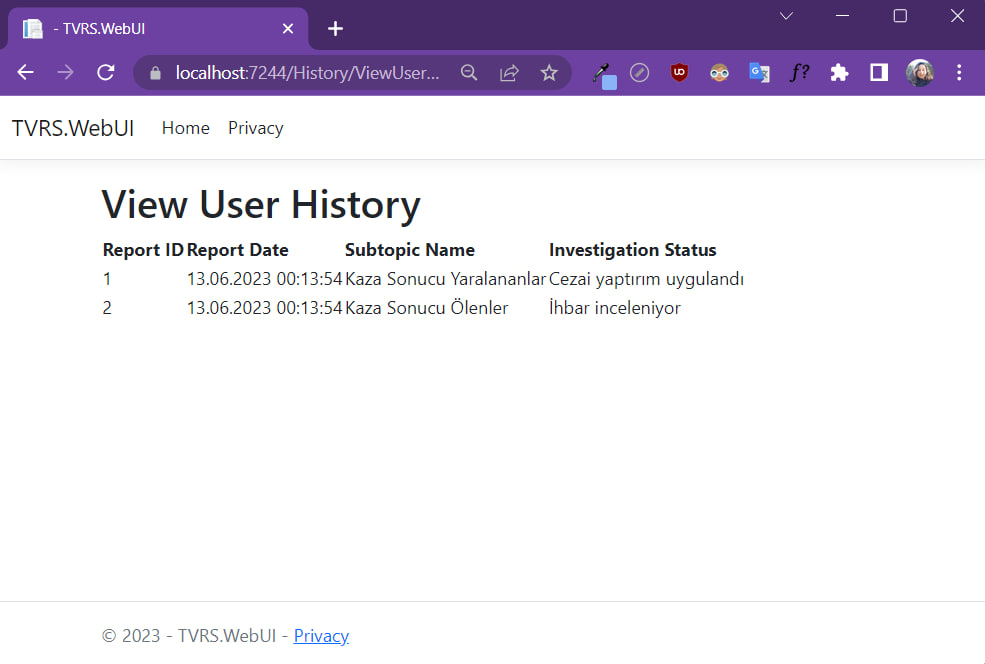 - TVRS.WebUI
localhost:7244/History/ViewUser...
TVRS.WebUI Home Privacy
View User History
Report ID Report Date Subtopic Name Investigation Status
1 13.06.2023 00:13:54 Kaza Sonucu Yaralananlar Cezai yaptırım uygulandı
2 13.06.2023 00:13:54 Kaza Sonucu Ölenler İhbar inceleniyor
© 2023 - TVRS.WebUI - Privacy